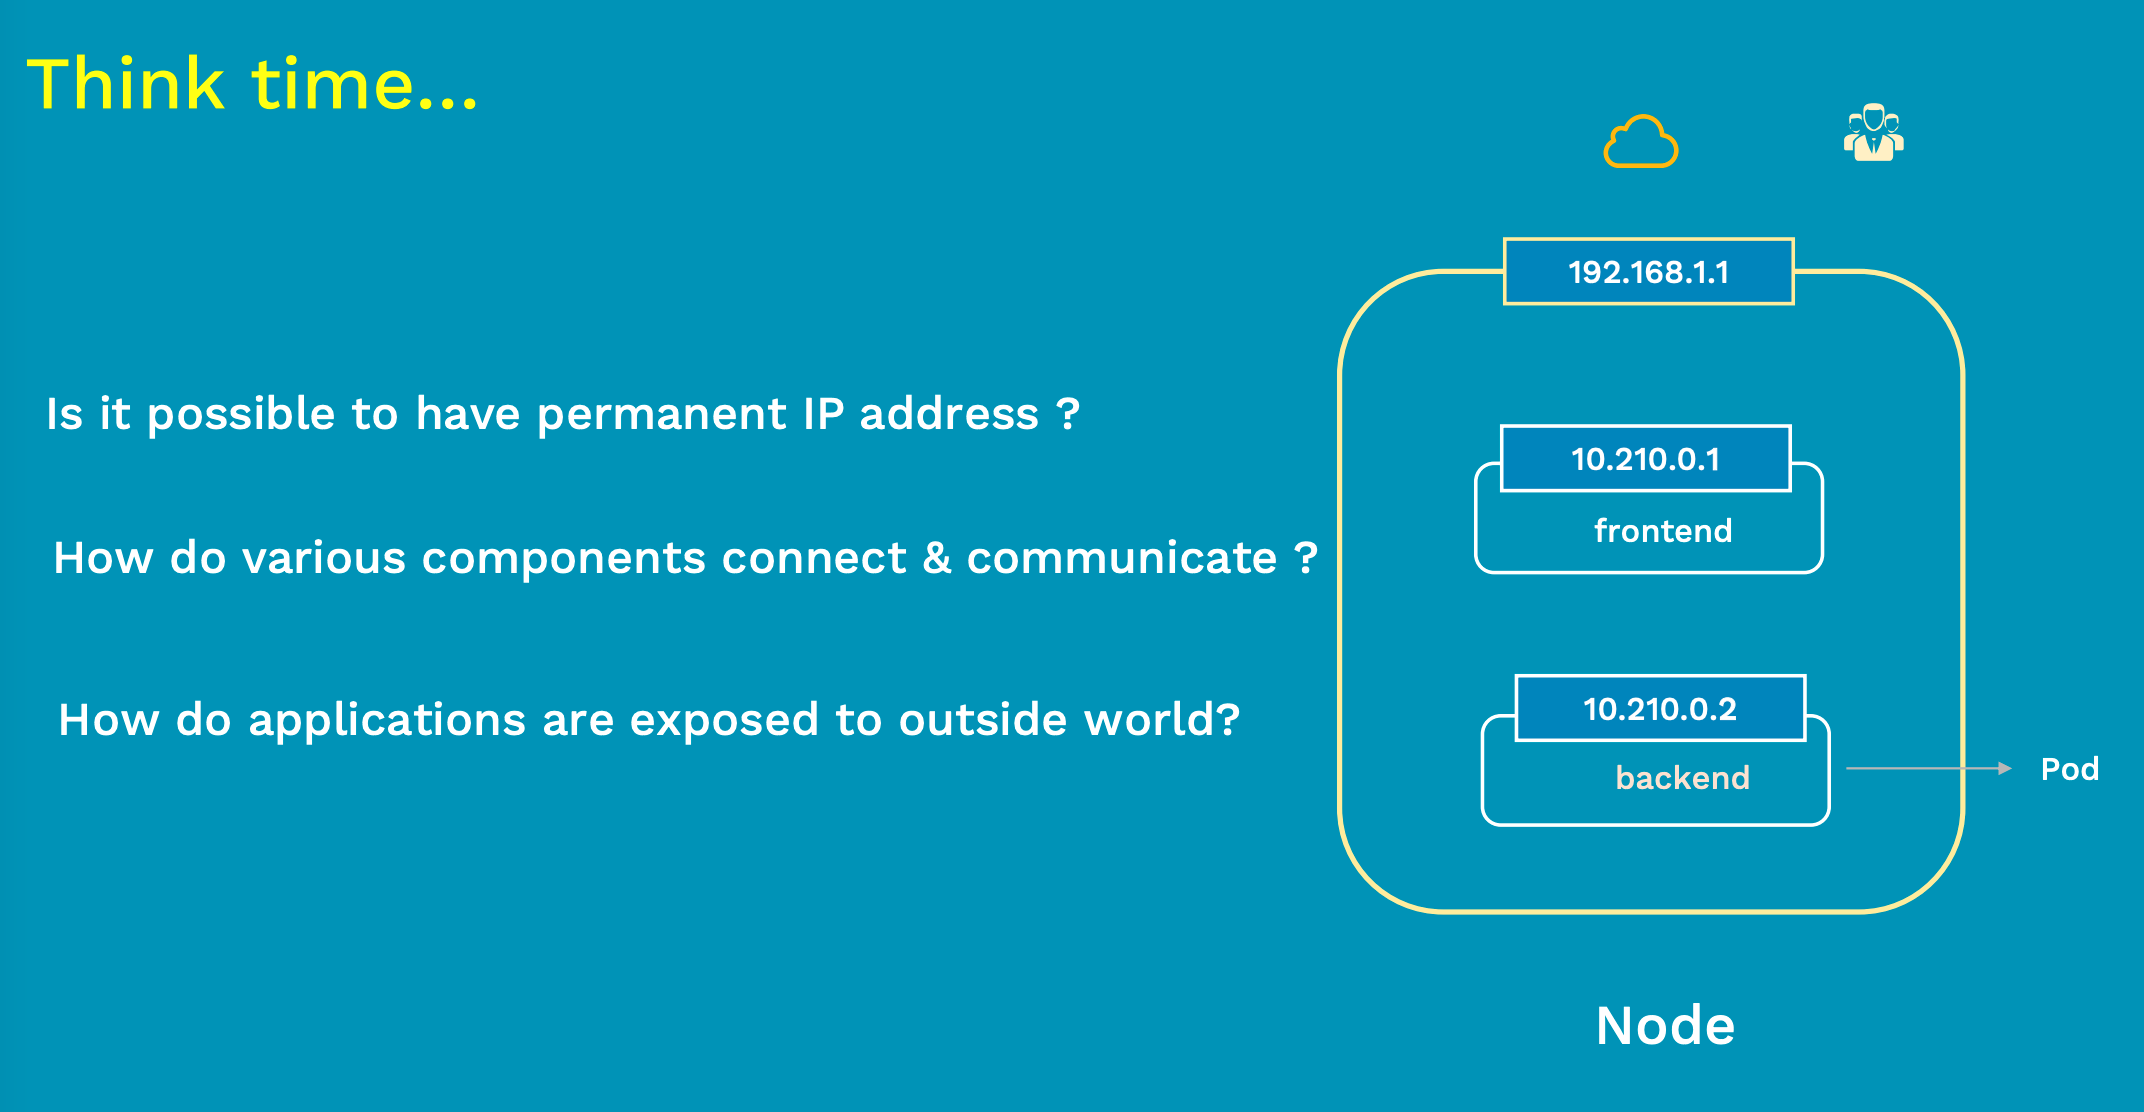 Think time...
Is it possible to have permanent IP address ?
How do various components connect & communicate ?
How do applications are exposed to outside world?
192.168.1.1
10.210.0.1
frontend
10.210.0.2
backend
Pod
Node